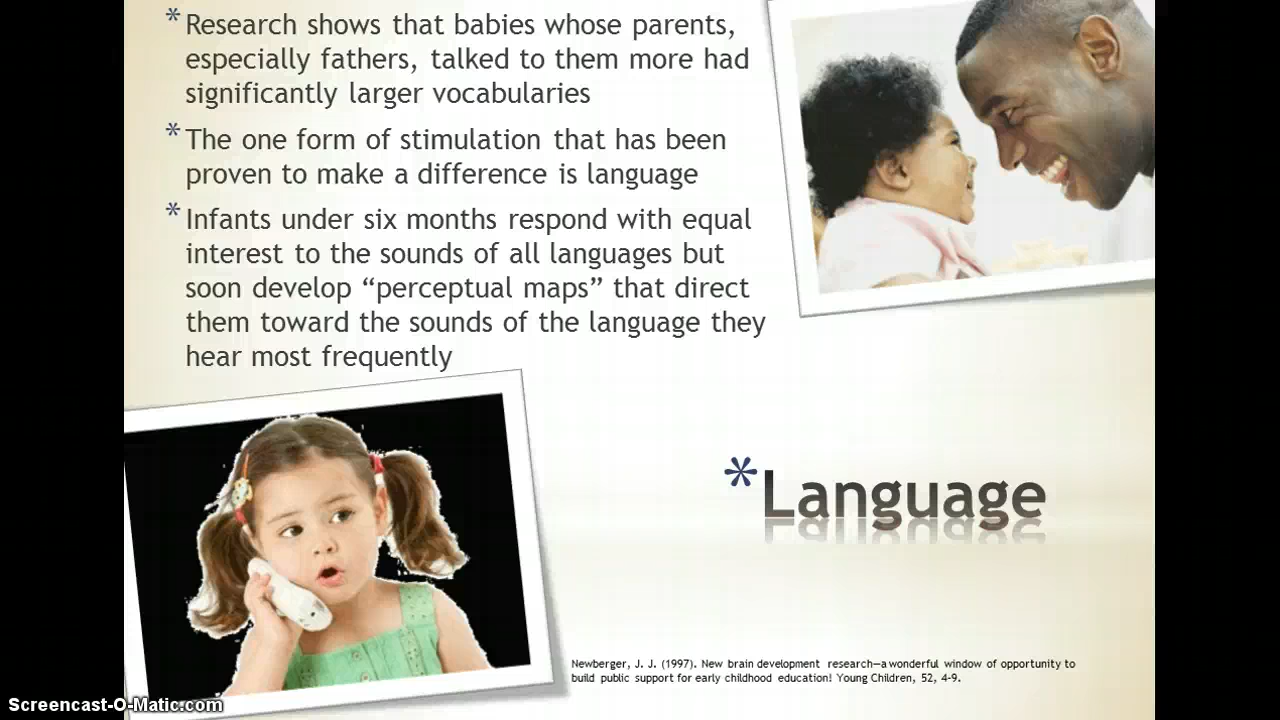 * Research shows that babies whose parents,
especially fathers, talked to them more had
significantly larger vocabularies
* The one form of stimulation that has been
proven to make a difference is language
* Infants under six months respond with equal
interest to the sounds of all languages but
soon develop “perceptual maps” that direct
them toward the sounds of the language they
hear most frequently
* Language
Newberger, J. J. (1997). New brain development research—a wonderful window of opportunity to
build public support for early childhood education! Young Children, 52, 4-9.
Screencast-O-Matic.com